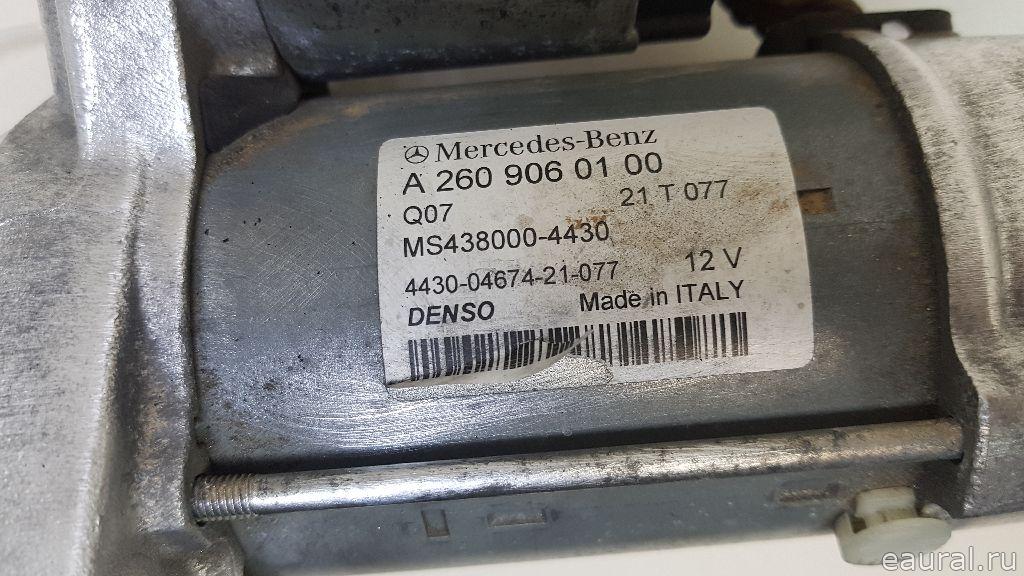 Mercedes-Benz
A 260 906 01 00
Q07 21 T 077
MS438000-4430
4430-04674-21-077 12 V
DENSO Made in ITALY
eaural.ru